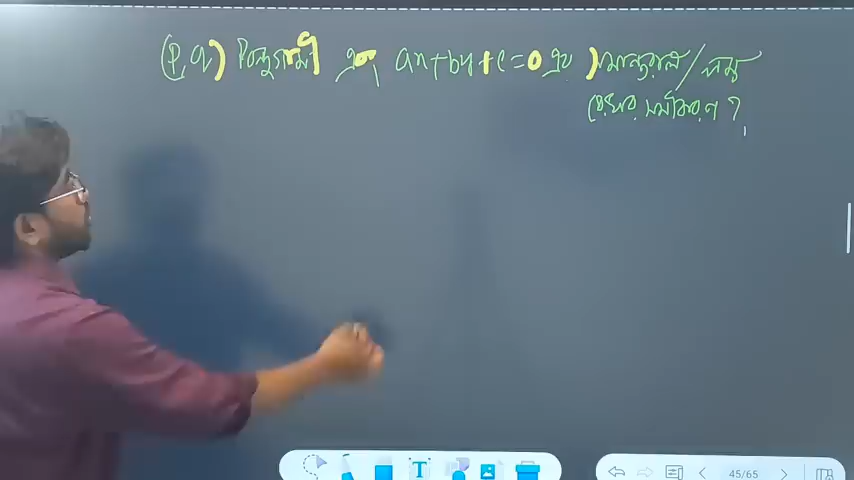 (P, q) বিন্দুগামী এবং ax+by+c=0 এর সমান্তরাল/লম্ব
রেখার সমীকরণ ?
T
45/65